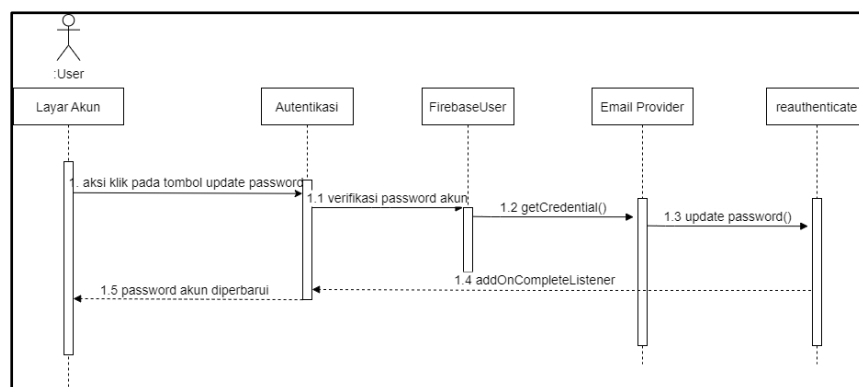 :User
Layar Akun
Autentikasi
FirebaseUser
Email Provider
reauthenticate
1. aksi klik pada tombol update password
1.1 verifikasi password akun
1.2 getCredential()
1.3 update password()
1.4 addOnCompleteListener
1.5 password akun diperbarui